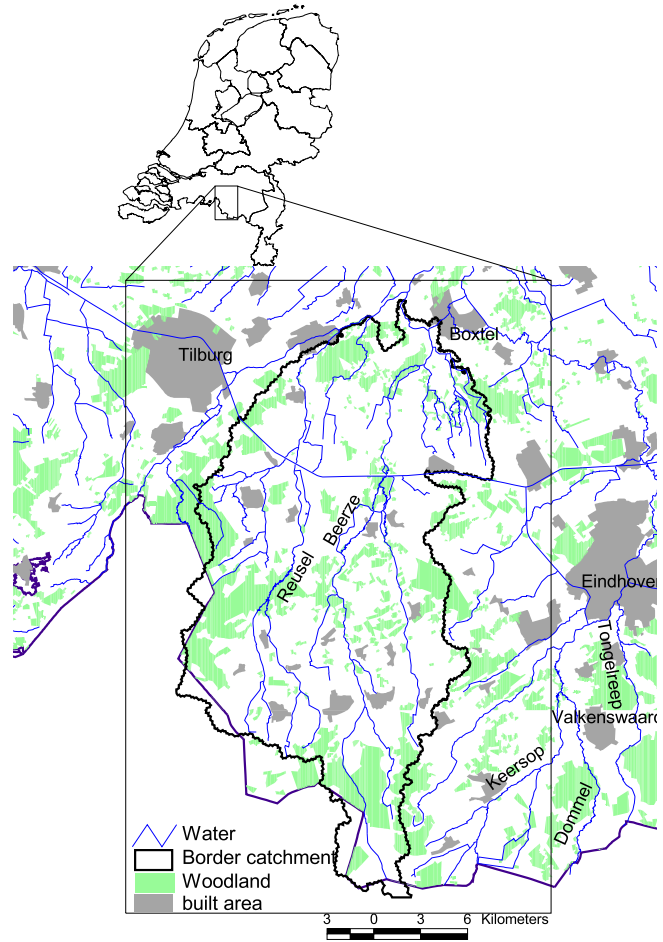 Boxtel
Tilburg
Beerze
Reusel
Eindhoven
Tongelreep
Valkenswaard
Keersop
Dommel
Water
Border catchment
Woodland
built area
3 0 3 6 Kilometers